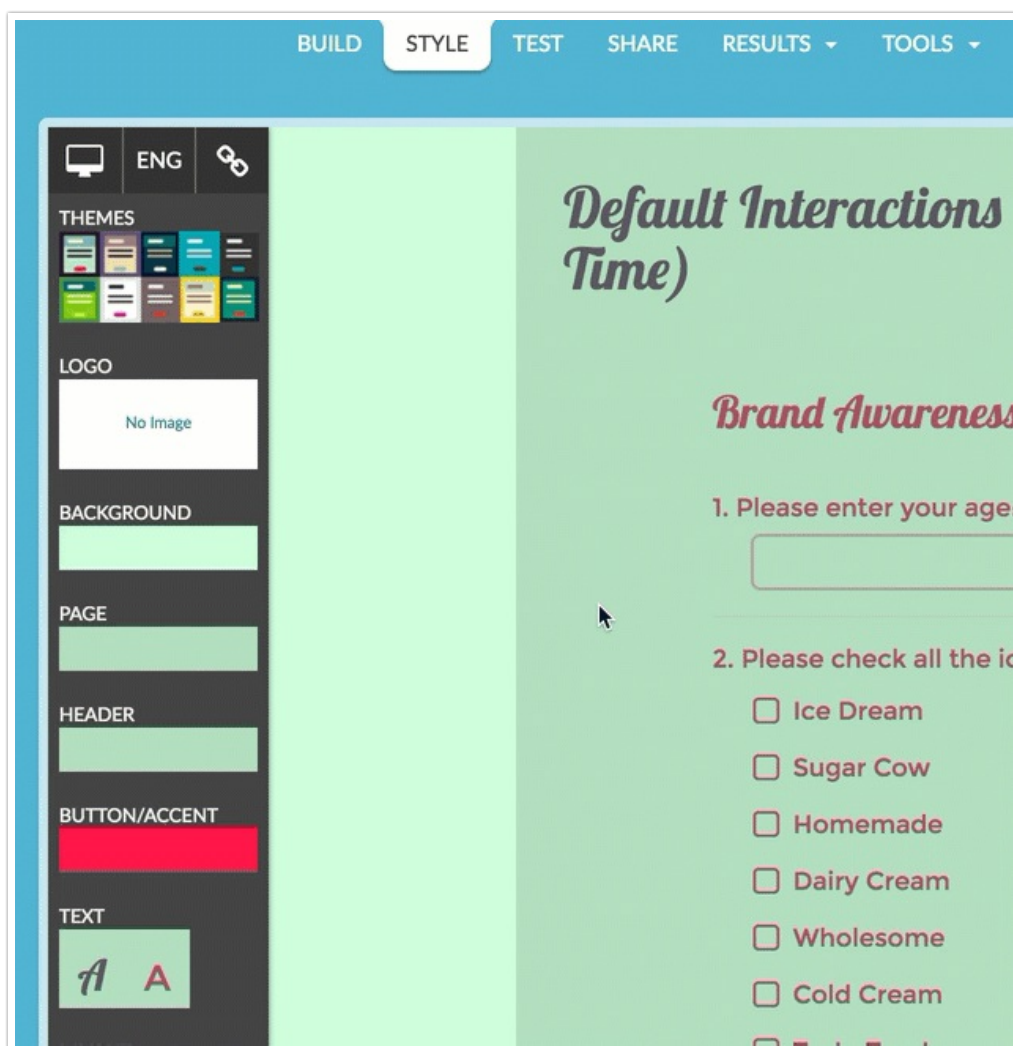 BUILD STYLE TEST SHARE RESULTS TOOLS
ENG
THEMES
LOGO
No Image
BACKGROUND
PAGE
HEADER
BUTTON/ACCENT
TEXT
A A
Default Interactions
Time)
Brand Awareness
1. Please enter your age
2. Please check all the ic
Ice Dream
Sugar Cow
Homemade
Dairy Cream
Wholesome
Cold Cream